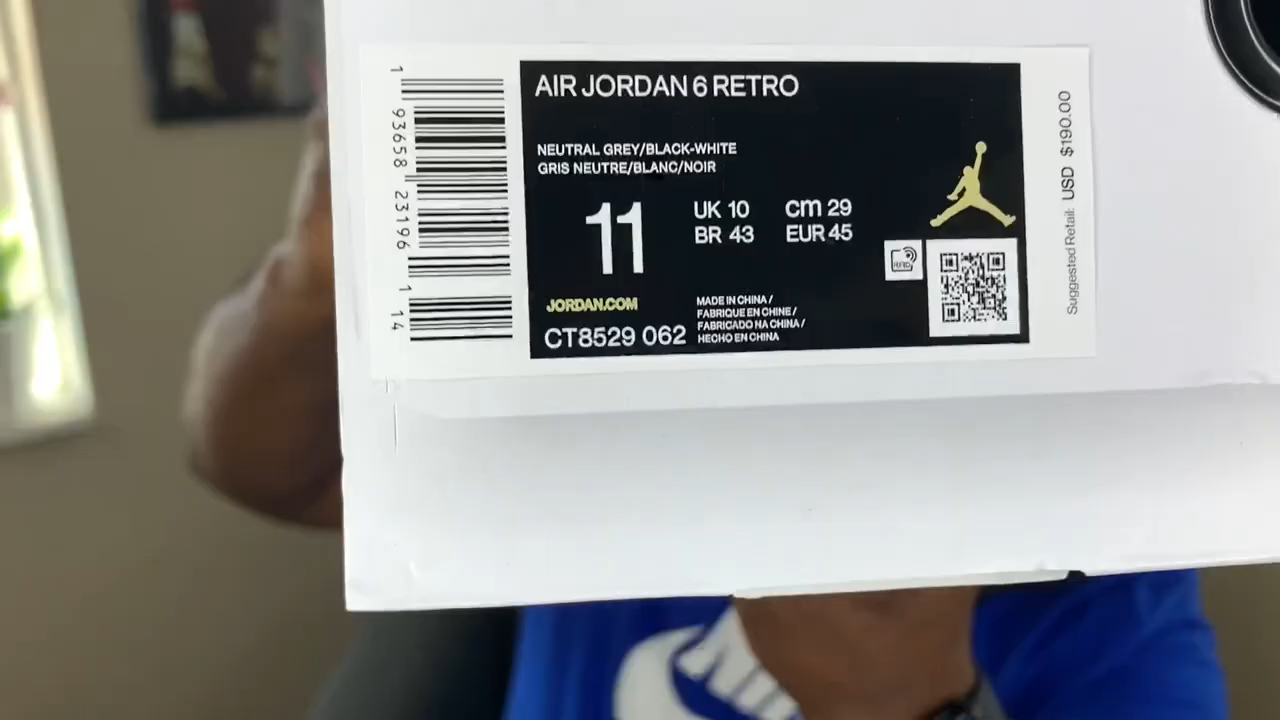 AIR JORDAN 6 RETRO
NEUTRAL GREY/BLACK-WHITE
GRIS NEUTRE/BLANC/NOIR
11
UK 10
cm 29
BR 43
EUR 45
JORDAN.COM
CT8529 062
MADE IN CHINA /
FABRIQUE EN CHINE /
FABRICADO NA CHINA /
HECHO EN CHINA
1 93658 23196 1 14
Suggested Retail: USD $190.00